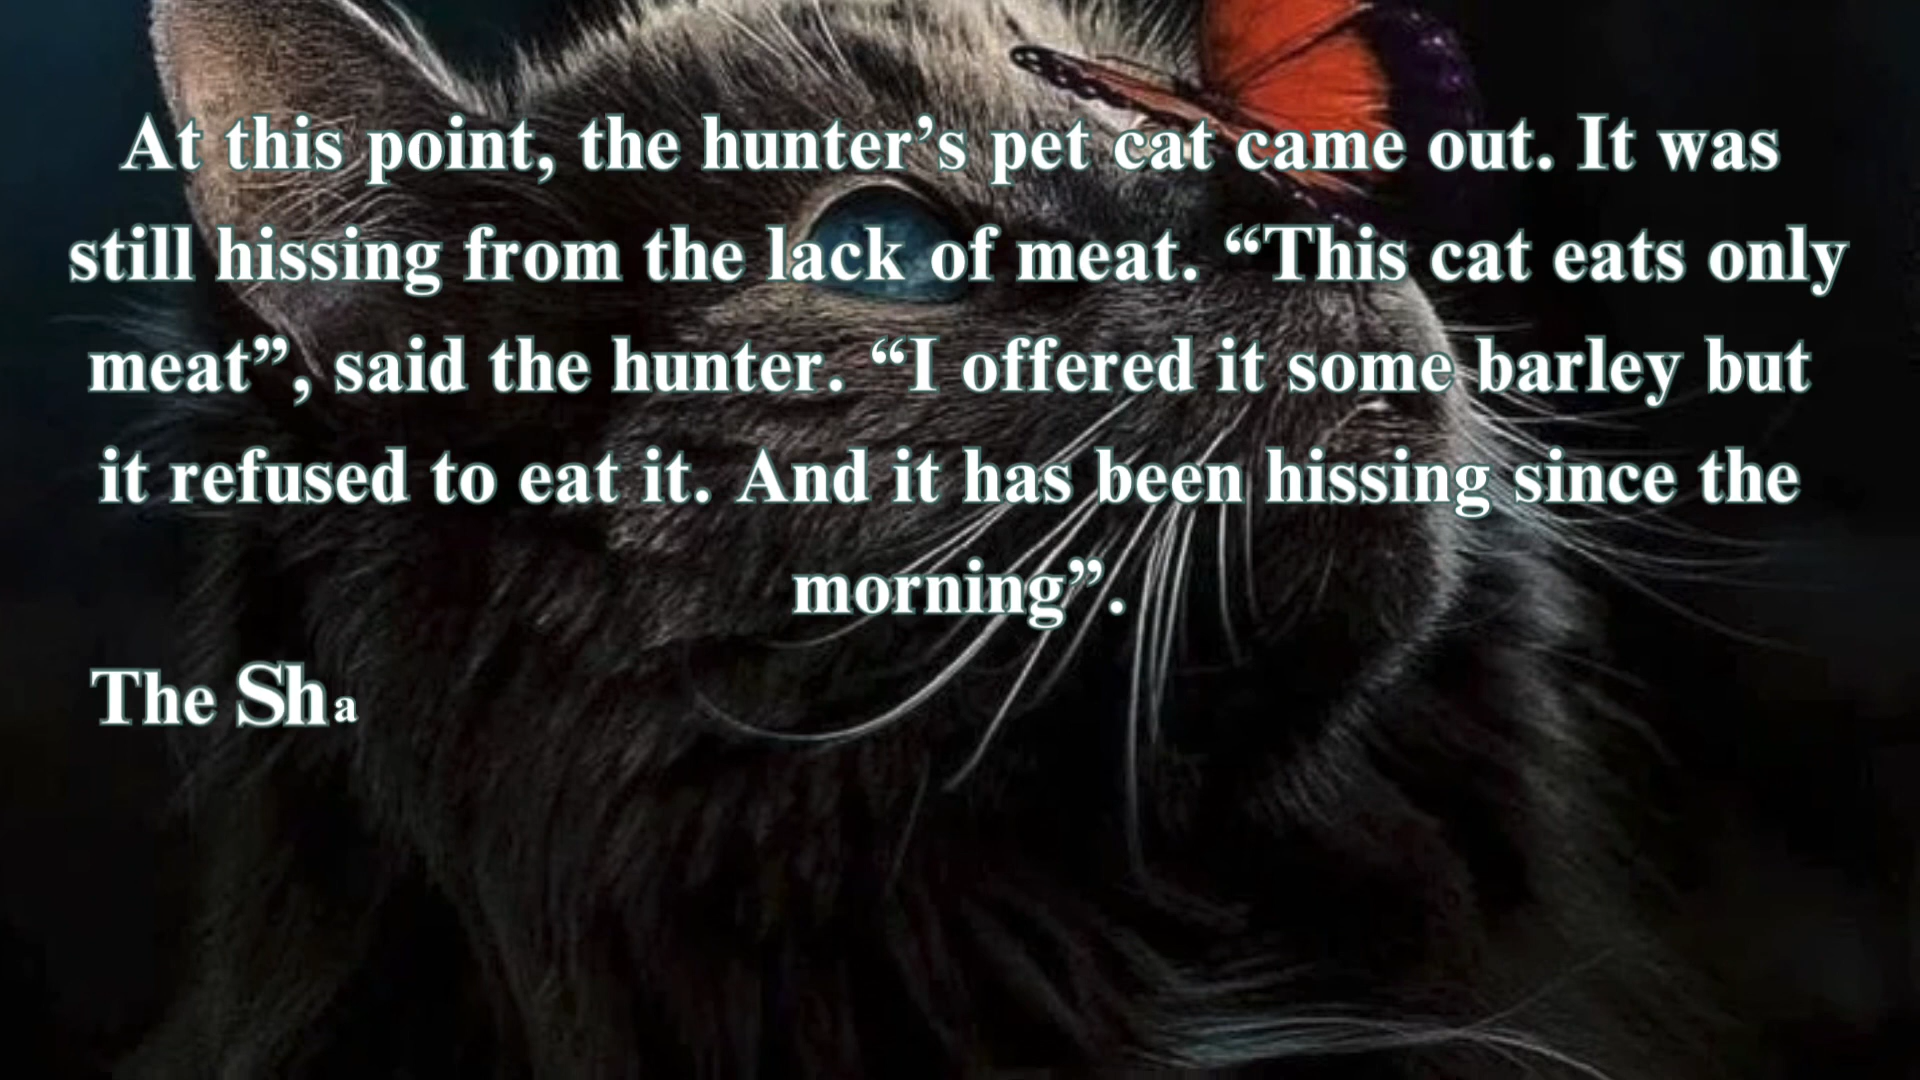 At this point, the hunter’s pet cat came out. It was
still hissing from the lack of meat. “This cat eats only
meat”, said the hunter. “I offered it some barley but
it refused to eat it. And it has been hissing since the
morning”.
The Sha